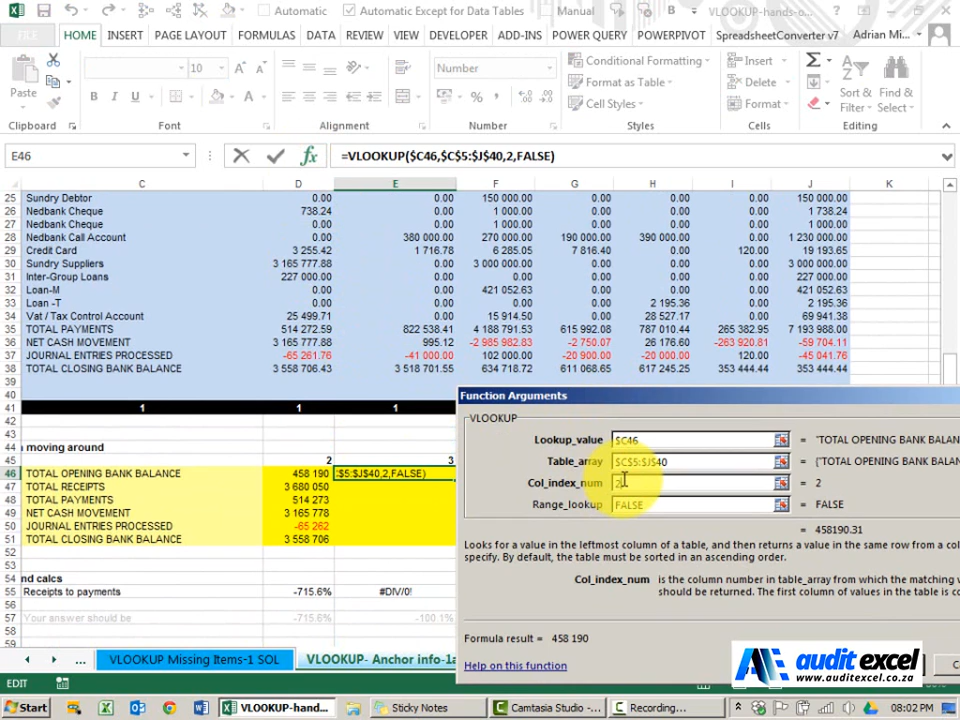 Automatic Automatic Except for Data Tables Manual B VLOOKUP-hands-o... ?
FILE HOME INSERT PAGE LAYOUT FORMULAS DATA REVIEW VIEW DEVELOPER ADD-INS POWER QUERY POWERPIVOT SpreadsheetConverter v7 Adrian Mi...
Paste 10 A A Number Conditional Formatting Insert Σ
B I U A % , Format as Table Delete Sort & Find &
Cell Styles Format Filter Select
Clipboard Font Alignment Number Styles Cells Editing
E46 fx =VLOOKUP($C46,$C$5:$J$40,2,FALSE)
C D E F G H I J K
25 Sundry Debtor 0.00 0.00 150 000.00 0.00 0.00 0.00 150 000.00
26 Nedbank Cheque 738.24 0.00 1 000.00 0.00 0.00 0.00 1 738.24
27 Nedbank Cheque 0.00 0.00 1 000.00 0.00 0.00 0.00 1 000.00
28 Nedbank Call Account 0.00 380 000.00 270 000.00 190 000.00 390 000.00 0.00 1 230 000.00
29 Credit Card 3 255.42 1 716.78 6 285.05 7 816.40 0.00 120.00 19 193.65
30 Sundry Suppliers 3 165 777.88 0.00 3 000 000.00 0.00 0.00 0.00 3 000 000.00
31 Inter-Group Loans 227 000.00 0.00 0.00 0.00 0.00 0.00 227 000.00
32 Loan-M 0.00 0.00 421 052.63 0.00 0.00 0.00 421 052.63
33 Loan -T 0.00 0.00 0.00 0.00 2 195.36 0.00 2 195.36
34 Vat / Tax Control Account 25 499.71 0.00 15 914.50 0.00 28 527.17 0.00 69 941.38
35 TOTAL PAYMENTS 514 272.59 822 538.41 4 188 791.53 615 992.08 787 010.44 265 382.95 7 193 988.00
36 NET CASH MOVEMENT 3 165 777.88 995.12 -2 985 982.83 -2 750.07 26 176.60 -263 920.81 -59 704.11
37 JOURNAL ENTRIES PROCESSED -65 261.76 -41 000.00 102 000.00 -20 900.00 -20 000.00 120.00 -45 041.76
38 TOTAL CLOSING BANK BALANCE 3 558 706.43 3 518 701.55 634 718.72 611 068.65 617 245.25 353 444.44 353 444.44
39
40
41 1 1 1
42
43
44 moving around
45 2 3
46 TOTAL OPENING BANK BALANCE 458 190 :$5:$J$40,2,FALSE)
47 TOTAL RECEIPTS 3 680 050
48 TOTAL PAYMENTS 514 273
49 NET CASH MOVEMENT 3 165 778
50 JOURNAL ENTRIES PROCESSED -65 262
51 TOTAL CLOSING BANK BALANCE 3 558 706
52
53
54 nd calcs
55 Receipts to payments -715.6% #DIV/0!
56
57 Your answer should be -715.6% -100.1%
58
59
Function Arguments
VLOOKUP
Lookup_value $C46 = "TOTAL OPENING BANK BALAN
Table_array $C$5:$J$40 = {"TOTAL OPENING BANK BALAN
Col_index_num 2 = 2
Range_lookup FALSE = FALSE
= 458190.31
Looks for a value in the leftmost column of a table, and then returns a value in the same row from a co
specify. By default, the table must be sorted in an ascending order.
Col_index_num is the column number in table_array from which the matching
should be returned. The first column of values in the table is co
Formula result = 458 190
Help on this function
audit excel
www.auditexcel.co.za
... VLOOKUP Missing Items-1 SOL VLOOKUP- Anchor info-1a
EDIT
Start VLOOKUP-hand... Sticky Notes Camtasia Studio -... Recording... 08:02 PM